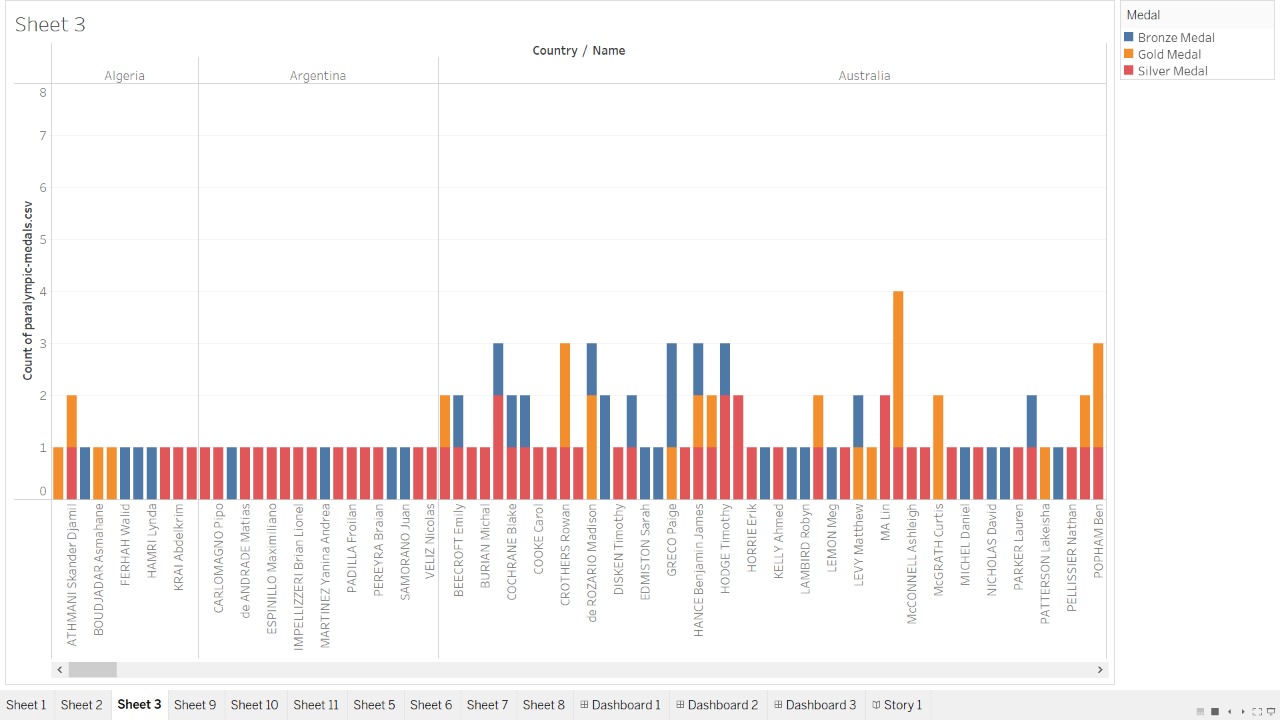 Sheet 3
Country / Name
Algeria
Argentina
Australia
Count of paralympic-medals.csv
8
7
6
5
4
3
2
1
0
ATHMANI Skander Djamil
BOUDJADAR Asmahane
FERHAH Walid
HAMRI Lynda
KRAI Abdelkrim
CARLOMAGNO Pipo
de ANDRADE Matias
ESPINILLO Maximiliano
IMPELLIZZERI Brian Lionel
MARTINEZ Yanina Andrea
PADILLA Froilan
PEREYRA Braian
SAMORANO Juan
VELIZ Nicolas
BEECROFT Emily
BURIAN Michal
COCHRANE Blake
COOKE Carol
CROTHERS Rowan
de ROZARIO Madison
DISKEN Timothy
EDMISTON Sarah
GRECO Paige
HANCE Benjamin James
HODGE Timothy
HORRIE Erik
KELLY Ahmed
LAMBIRD Robyn
LEMON Meg
LEVY Matthew
MA Lin
McCONNELL Ashleigh
McGRATH Curtis
MICHEL Daniel
NICHOLAS David
PARKER Lauren
PATTERSON Lakeisha
PELLISSIER Nathan
POPHAM Ben
Medal
Bronze Medal
Gold Medal
Silver Medal
Sheet 1
Sheet 2
Sheet 3
Sheet 9
Sheet 10
Sheet 11
Sheet 5
Sheet 6
Sheet 7
Sheet 8
Dashboard 1
Dashboard 2
Dashboard 3
Story 1